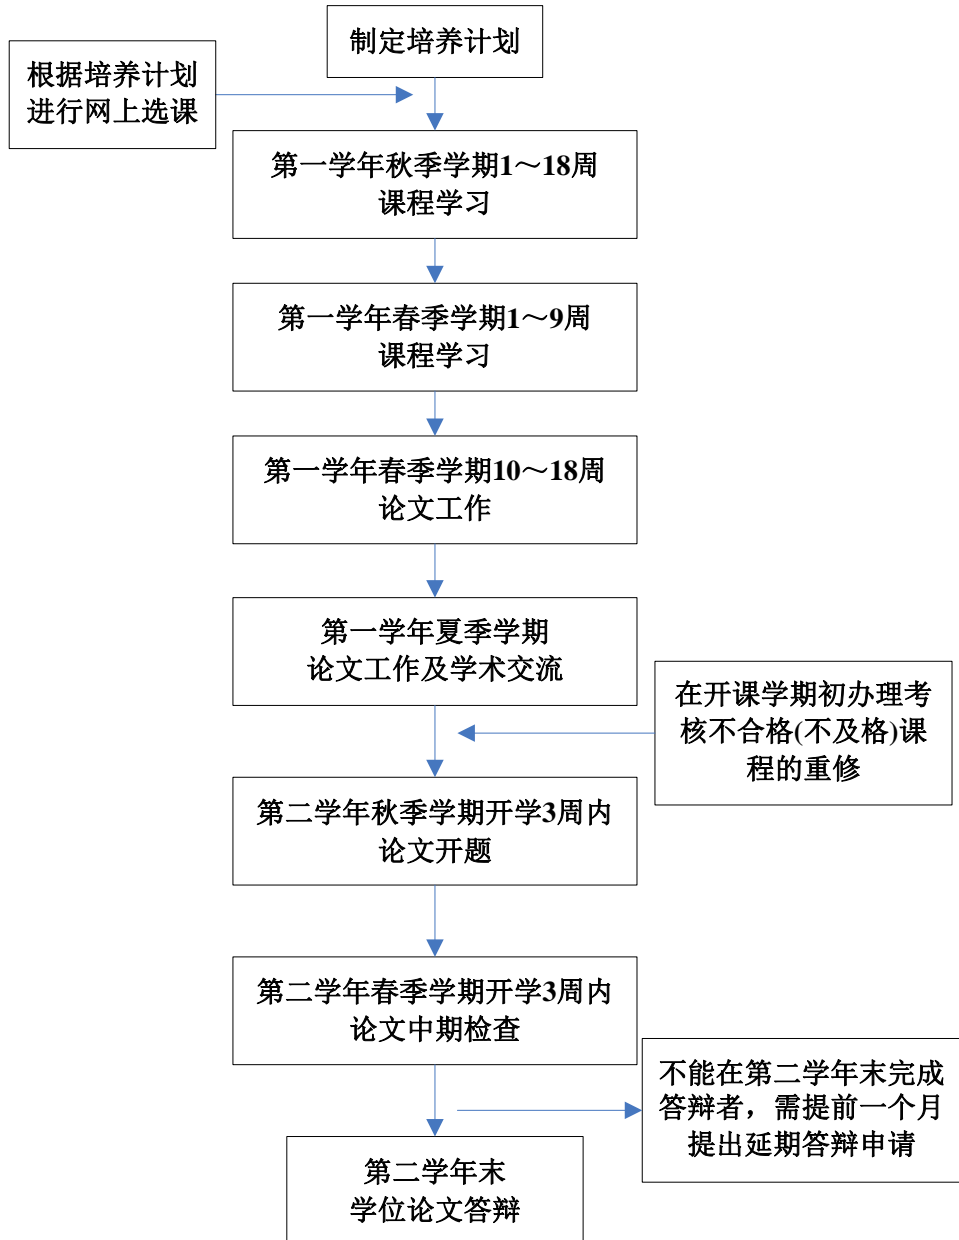 制定培养计划
根据培养计划
进行网上选课
第一学年秋季学期1～18周
课程学习
第一学年春季学期1～9周
课程学习
第一学年春季学期10～18周
论文工作
第一学年夏季学期
论文工作及学术交流
在开课学期初办理考
核不合格(不及格)课
程的重修
第二学年秋季学期开学3周内
论文开题
第二学年春季学期开学3周内
论文中期检查
不能在第二学年末完成
答辩者，需提前一个月
提出延期答辩申请
第二学年末
学位论文答辩